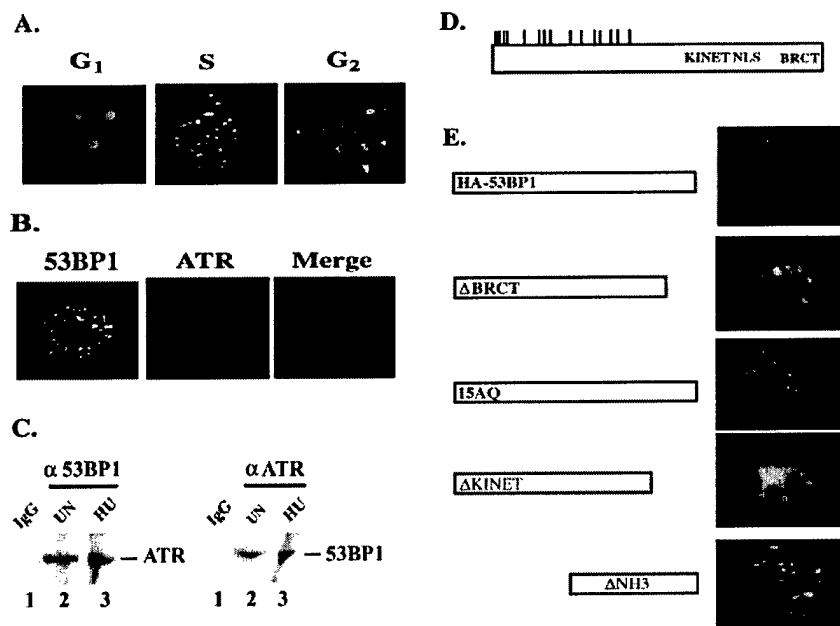 A.
G1 S G2
B.
53BP1 ATR Merge
C.
α 53BP1
IgG UN HU
ATR
1 2 3
α ATR
IgG UN HU
53BP1
1 2 3
D.
KINET NLS BRCT
E.
HA-53BP1
ΔBRCT
15AQ
ΔKINET
ΔNH3